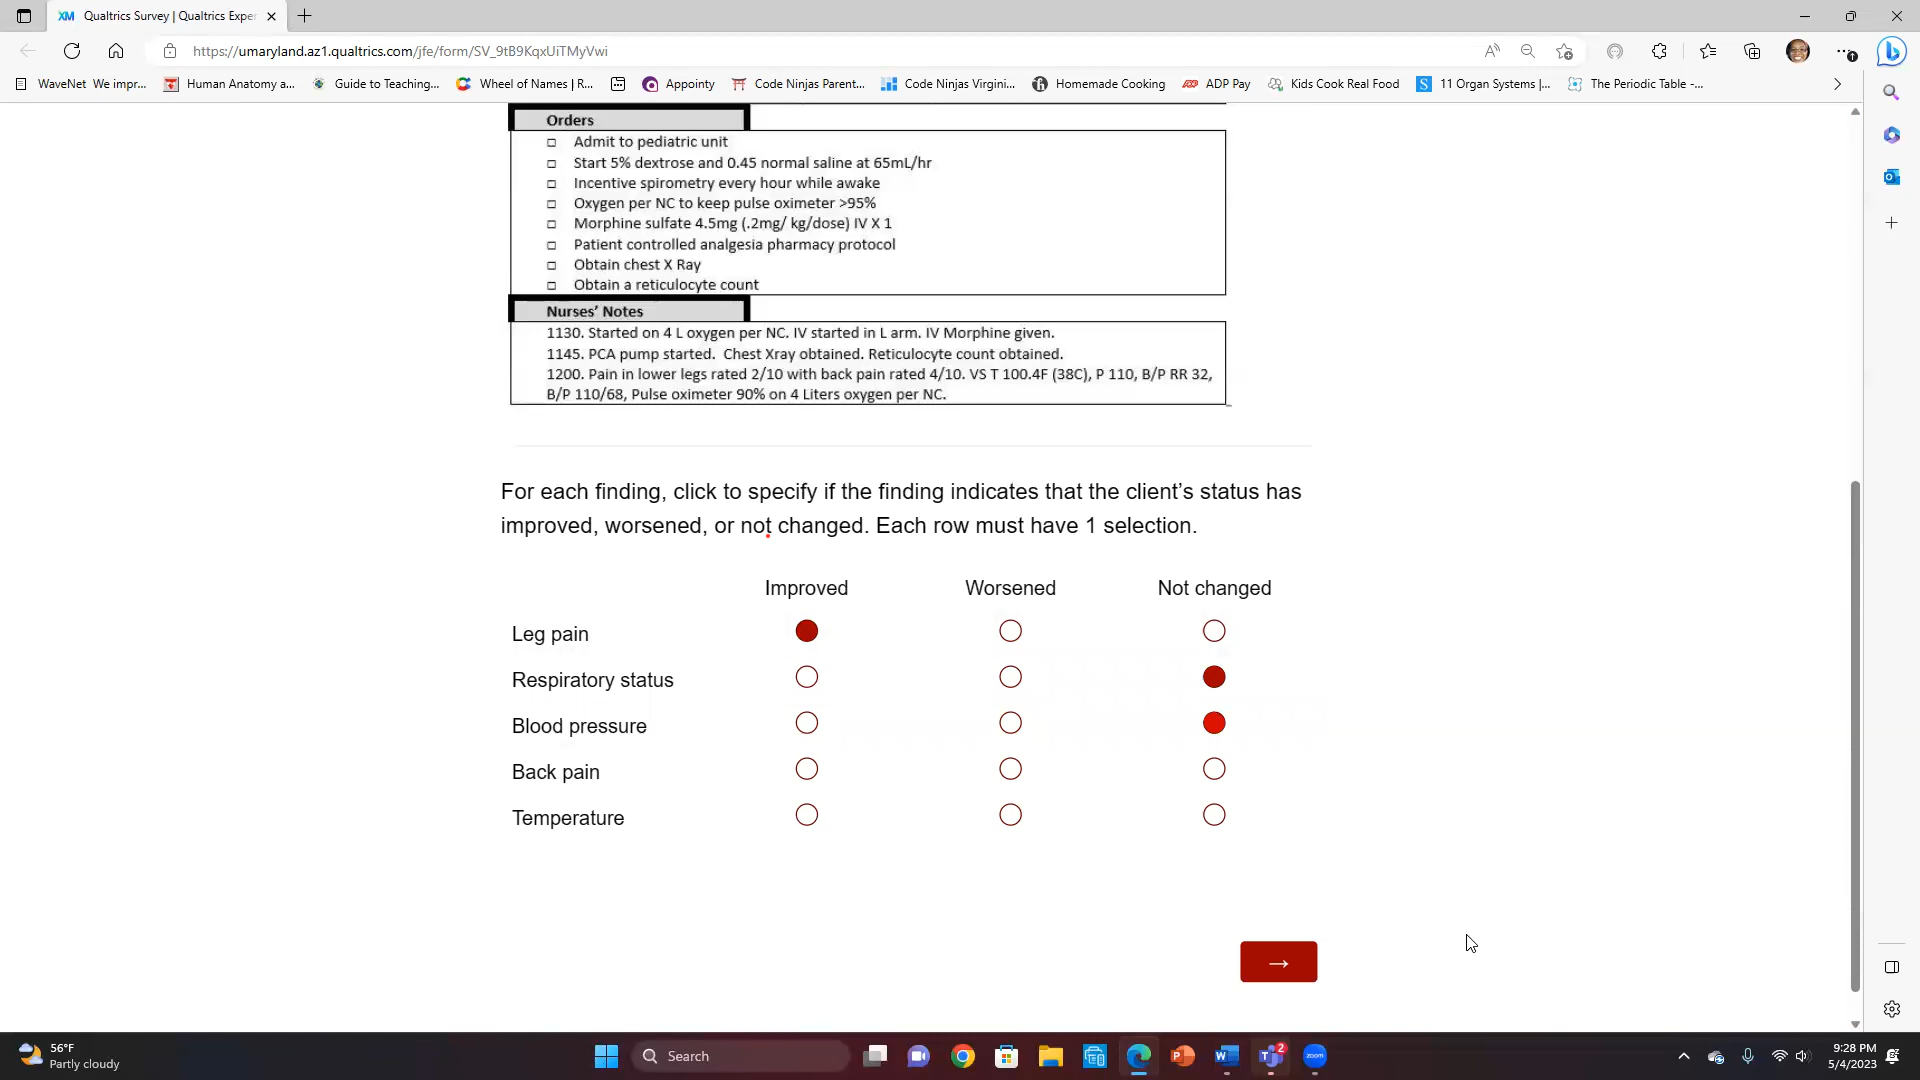 Qualtrics Survey | Qualtrics Exper
https://umaryland.az1.qualtrics.com/jfe/form/SV_9tB9KqxUiTMyVwi
WaveNet We impr...
Human Anatomy a...
Guide to Teaching...
Wheel of Names | R...
Appointy
Code Ninjas Parent...
Code Ninjas Virgini...
Homemade Cooking
ADP Pay
Kids Cook Real Food
11 Organ Systems |...
The Periodic Table -...
Orders
Admit to pediatric unit
Start 5% dextrose and 0.45 normal saline at 65mL/hr
Incentive spirometry every hour while awake
Oxygen per NC to keep pulse oximeter >95%
Morphine sulfate 4.5mg (.2mg/ kg/dose) IV X 1
Patient controlled analgesia pharmacy protocol
Obtain chest X Ray
Obtain a reticulocyte count
Nurses' Notes
1130. Started on 4 L oxygen per NC. IV started in L arm. IV Morphine given.
1145. PCA pump started. Chest Xray obtained. Reticulocyte count obtained.
1200. Pain in lower legs rated 2/10 with back pain rated 4/10. VS T 100.4F (38C), P 110, B/P RR 32,
B/P 110/68, Pulse oximeter 90% on 4 Liters oxygen per NC.
For each finding, click to specify if the finding indicates that the client's status has
improved, worsened, or not changed. Each row must have 1 selection.
Improved Worsened Not changed
Leg pain
Respiratory status
Blood pressure
Back pain
Temperature
→
56°F
Partly cloudy
Search
2
zoom
9:28 PM
5/4/2023